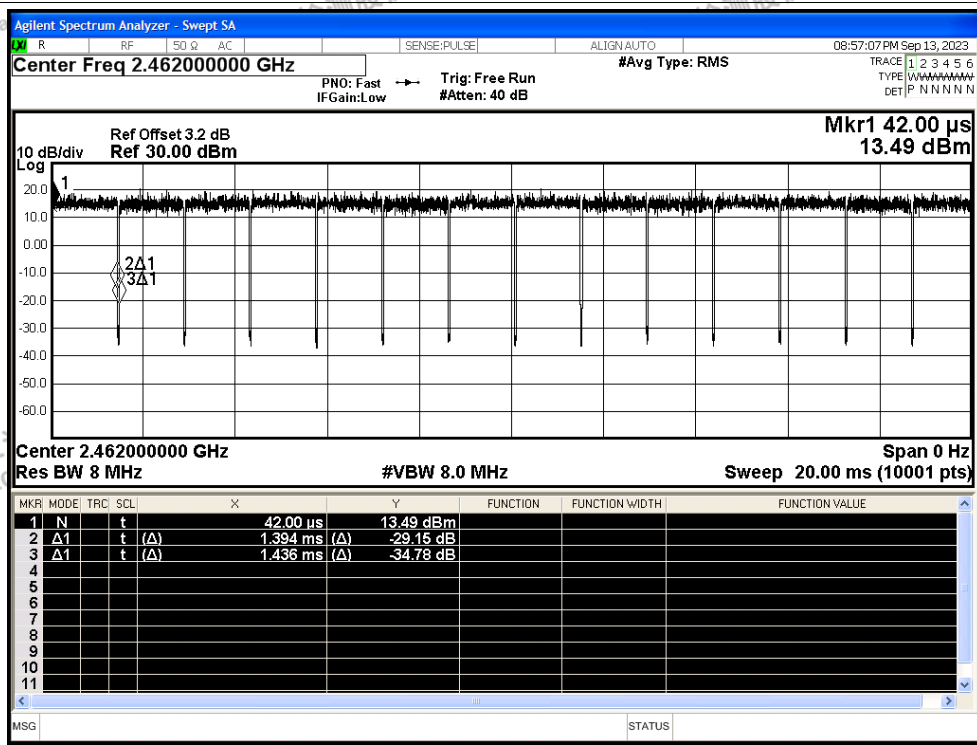 Agilent Spectrum Analyzer - Swept SA
LXI R RF 50 Ω AC SENSE:PULSE ALIGN AUTO 08:57:07 PM Sep 13, 2023
Center Freq 2.462000000 GHz
PNO: Fast
IFGain:Low
Trig: Free Run
#Atten: 40 dB
#Avg Type: RMS
TRACE 1 2 3 4 5 6
TYPE
DET P N N N N N
Ref Offset 3.2 dB
10 dB/div Ref 30.00 dBm
Log
Mkr1 42.00 µs
13.49 dBm
20.0
10.0
0.00
-10.0
-20.0
-30.0
-40.0
-50.0
-60.0
1
2Δ1
3Δ1
Center 2.462000000 GHz Span 0 Hz
Res BW 8 MHz #VBW 8.0 MHz Sweep 20.00 ms (10001 pts)
MKR MODE TRC SCL X Y FUNCTION FUNCTION WIDTH FUNCTION VALUE
1 N t 42.00 µs 13.49 dBm
2 Δ1 t (Δ) 1.394 ms (Δ) -29.15 dB
3 Δ1 t (Δ) 1.436 ms (Δ) -34.78 dB
4
5
6
7
8
9
10
11
MSG STATUS